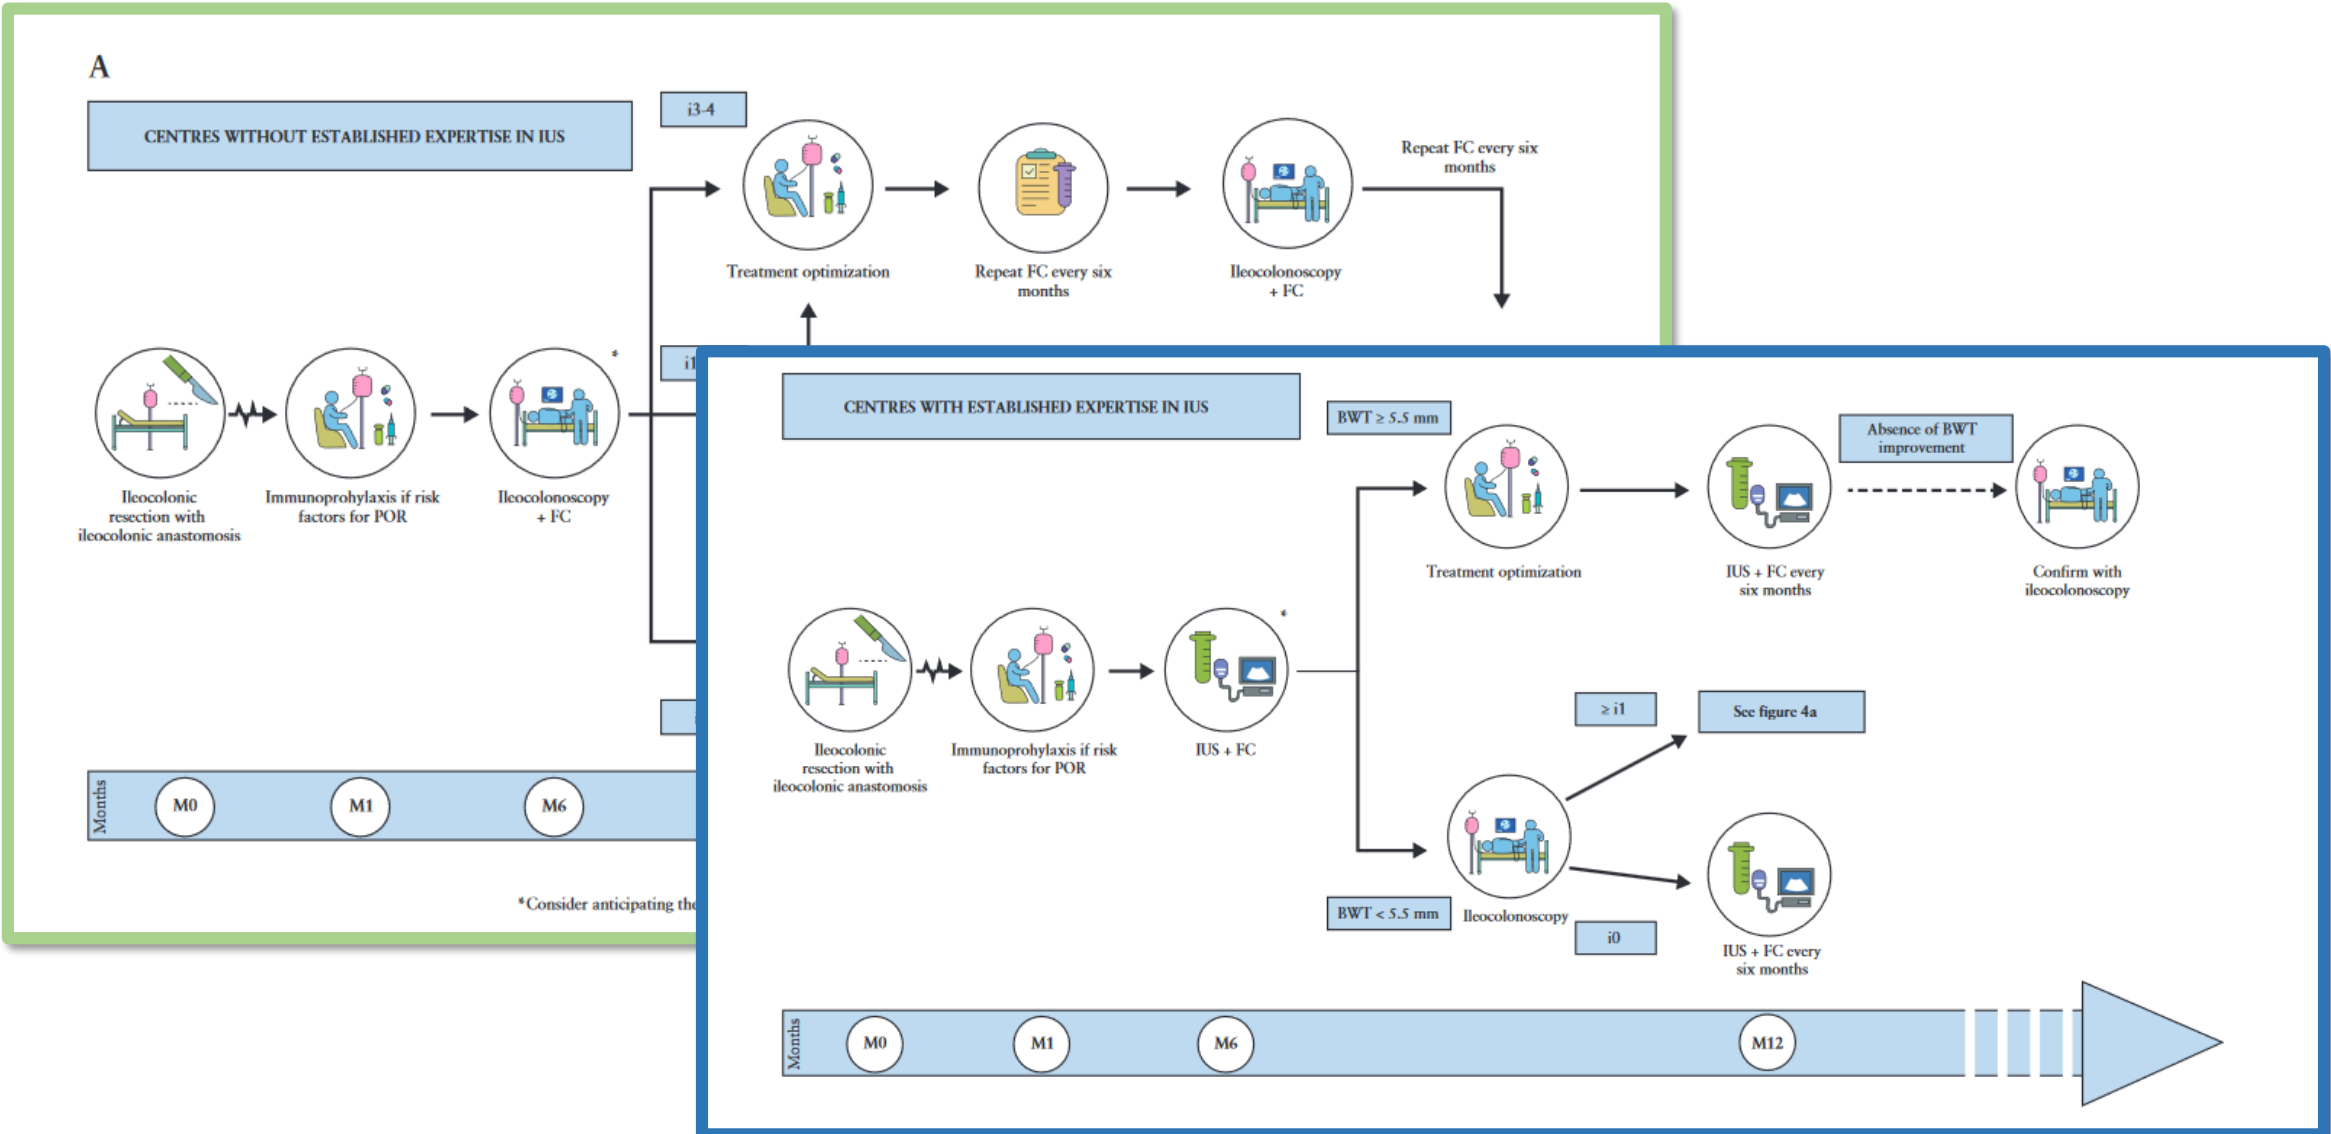 A
CENTRES WITHOUT ESTABLISHED EXPERTISE IN IUS
i3-4
Repeat FC every six
months
Treatment optimization
Repeat FC every six
months
Ileocolonoscopy
+ FC
*
i1
Ileocolonic
resection with
ileocolonic anastomosis
Immunoprohylaxis if risk
factors for POR
Ileocolonoscopy
+ FC
Months
M0
M1
M6
*Consider anticipating the
CENTRES WITH ESTABLISHED EXPERTISE IN IUS
BWT ≥ 5.5 mm
Absence of BWT
improvement
Treatment optimization
IUS + FC every
six months
Confirm with
ileocolonoscopy
*
Ileocolonic
resection with
ileocolonic anastomosis
Immunoprohylaxis if risk
factors for POR
IUS + FC
≥ i1
See figure 4a
BWT < 5.5 mm
Ileocolonoscopy
i0
IUS + FC every
six months
Months
M0
M1
M6
M12